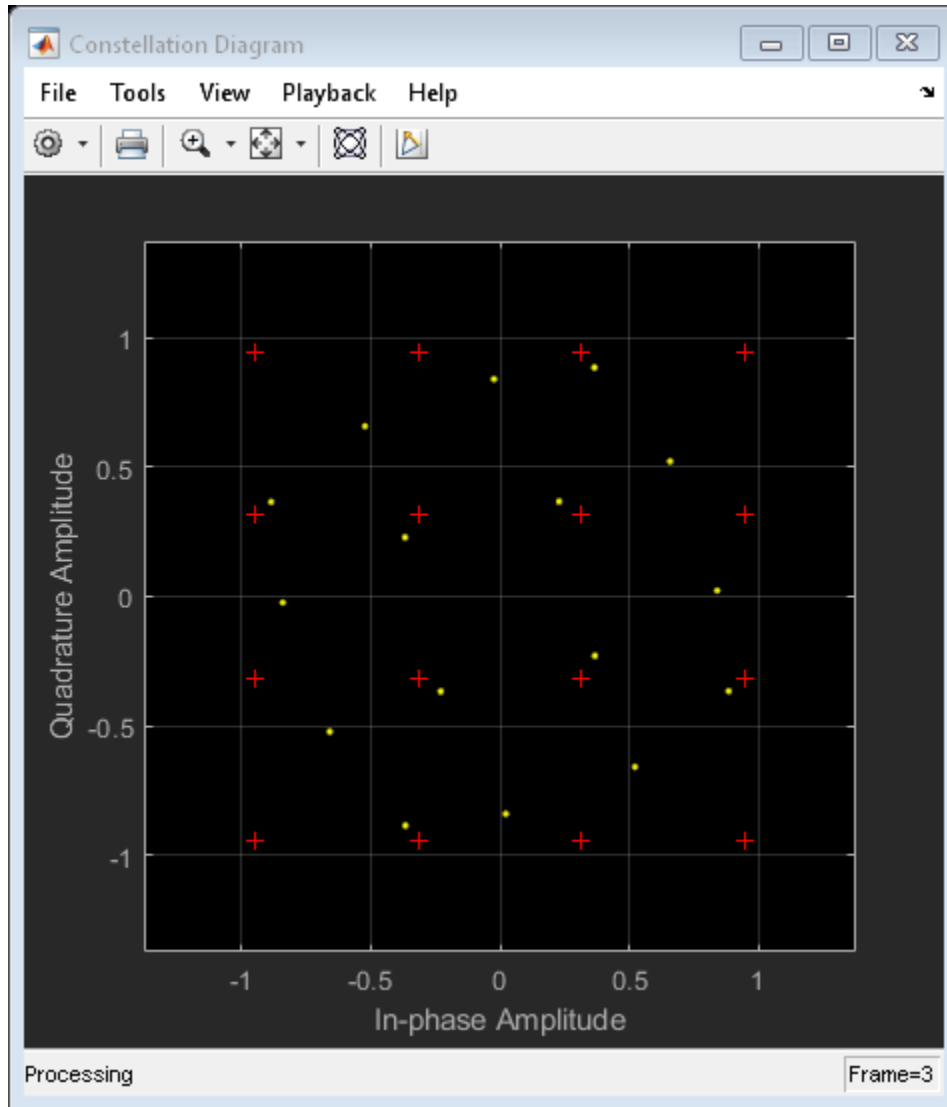 Constellation Diagram
File Tools View Playback Help
1
0.5
0
-0.5
-1
Quadrature Amplitude
-1 -0.5 0 0.5 1
In-phase Amplitude
Processing Frame=3